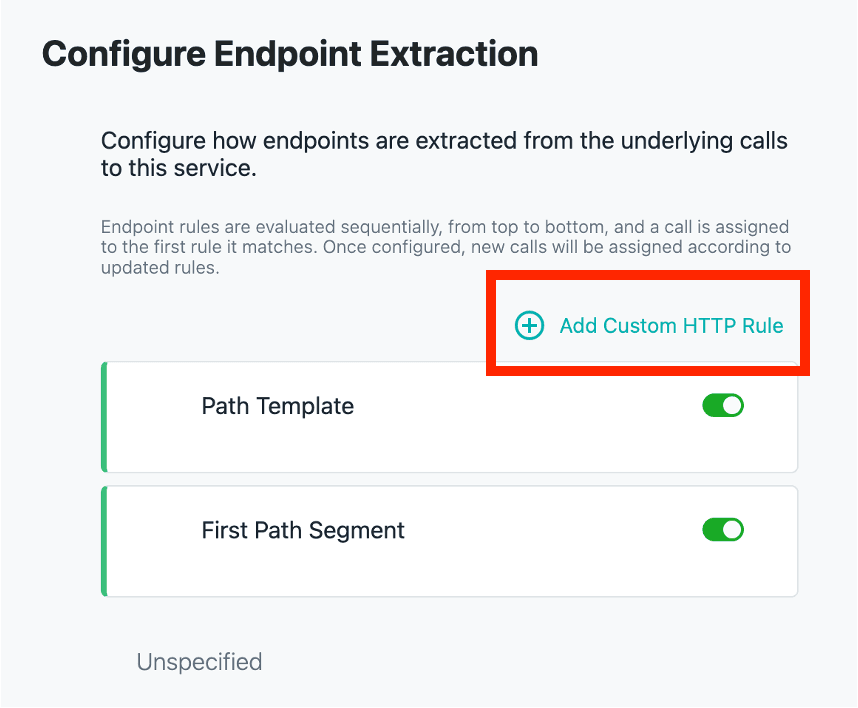 Configure Endpoint Extraction
Configure how endpoints are extracted from the underlying calls
to this service.
Endpoint rules are evaluated sequentially, from top to bottom, and a call is assigned
to the first rule it matches. Once configured, new calls will be assigned according to
updated rules.
Add Custom HTTP Rule
Path Template
First Path Segment
Unspecified